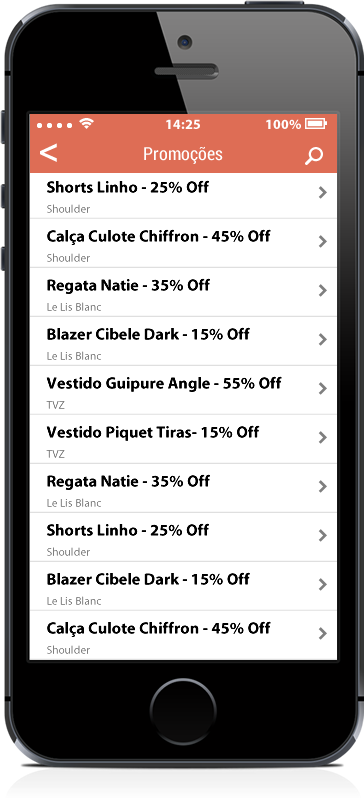 14:25 100%
< Promoções
Shorts Linho - 25% Off
Shoulder
Calça Culote Chiffron - 45% Off
Shoulder
Regata Natie - 35% Off
Le Lis Blanc
Blazer Cibele Dark - 15% Off
Le Lis Blanc
Vestido Guipure Angle - 55% Off
TVZ
Vestido Piquet Tiras- 15% Off
TVZ
Regata Natie - 35% Off
Le Lis Blanc
Shorts Linho - 25% Off
Shoulder
Blazer Cibele Dark - 15% Off
Le Lis Blanc
Calça Culote Chiffron - 45% Off
Shoulder